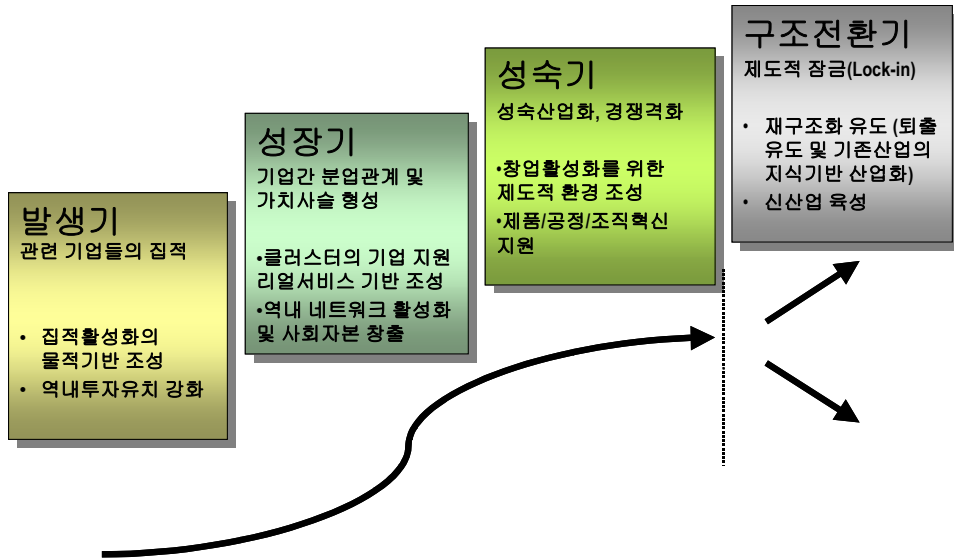 발생기
관련 기업들의 집적
• 집적활성화의
물적기반 조성
• 역내투자유치 강화
성장기
기업간 분업관계 및
가치사슬 형성
•클러스터의 기업 지원
리얼서비스 기반 조성
•역내 네트워크 활성화
및 사회자본 창출
성숙기
성숙산업화, 경쟁격화
•창업활성화를 위한
제도적 환경 조성
•제품/공정/조직혁신
지원
구조전환기
제도적 잠금(Lock-in)
• 재구조화 유도 (퇴출
유도 및 기존산업의
지식기반 산업화)
• 신산업 육성